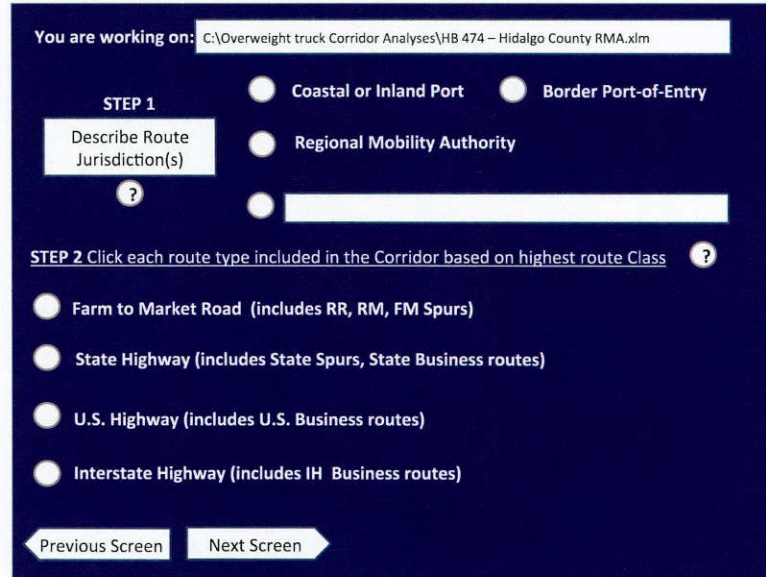 You are working on: C:\Overweight truck Corridor Analyses\HB 474 – Hidalgo County RMA.xlm
Coastal or Inland Port
Border Port-of-Entry
STEP 1
Describe Route
Jurisdiction(s)
Regional Mobility Authority
?
STEP 2 Click each route type included in the Corridor based on highest route Class ?
Farm to Market Road (includes RR, RM, FM Spurs)
State Highway (includes State Spurs, State Business routes)
U.S. Highway (includes U.S. Business routes)
Interstate Highway (includes IH Business routes)
Previous Screen
Next Screen